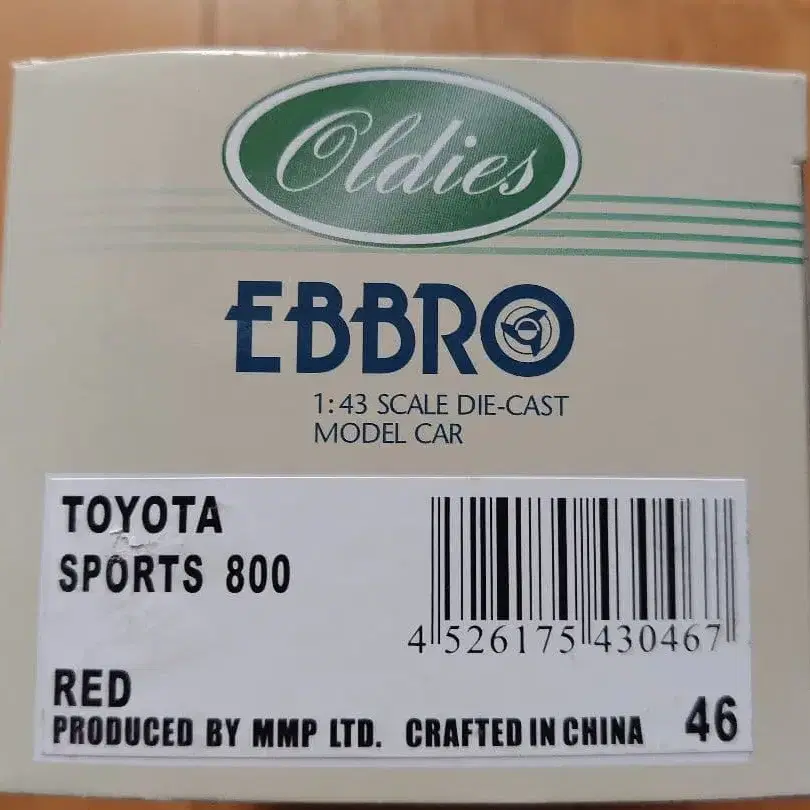 Oldies
EBBRO
1:43 SCALE DIE-CAST
MODEL CAR
TOYOTA
SPORTS 800
4 526175 430467
RED
PRODUCED BY MMP LTD. CRAFTED IN CHINA 46